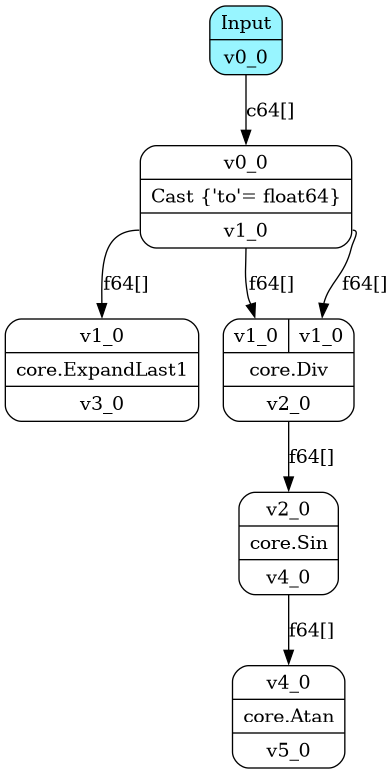 Input
v0_0
c64[]
v0_0
Cast {'to'= float64}
v1_0
f64[]
f64[]
f64[]
v1_0
core.ExpandLast1
v3_0
v1_0 v1_0
core.Div
v2_0
f64[]
v2_0
core.Sin
v4_0
f64[]
v4_0
core.Atan
v5_0